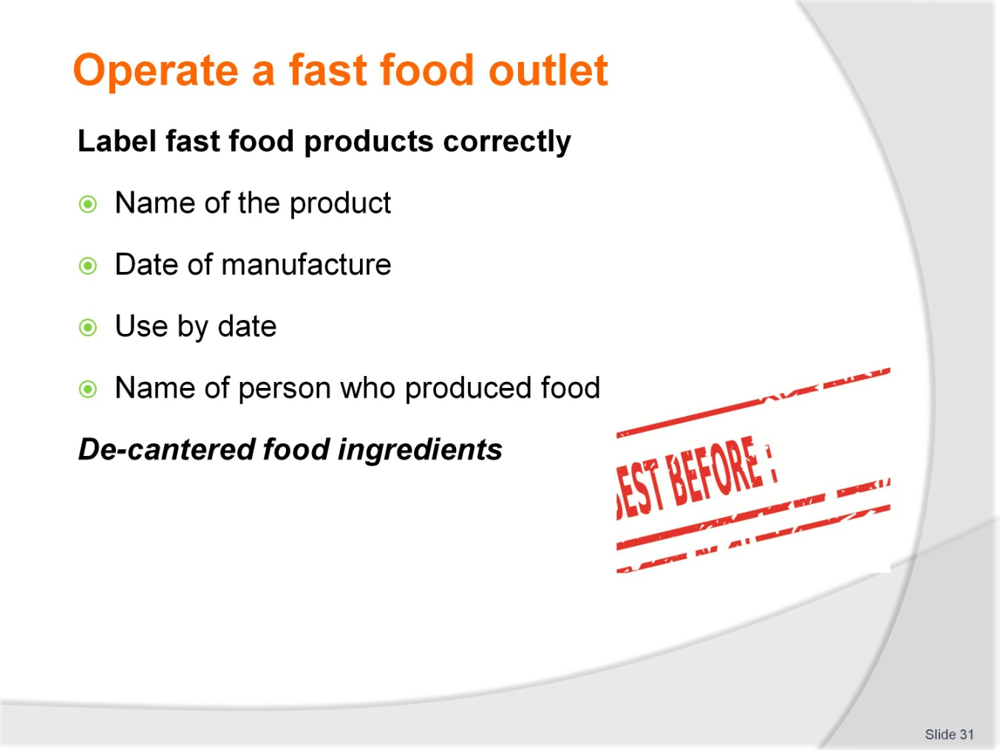 Operate a fast food outlet
Label fast food products correctly
Name of the product
Date of manufacture
Use by date
Name of person who produced food
De-cantered food ingredients
BEST BEFORE :
Slide 31